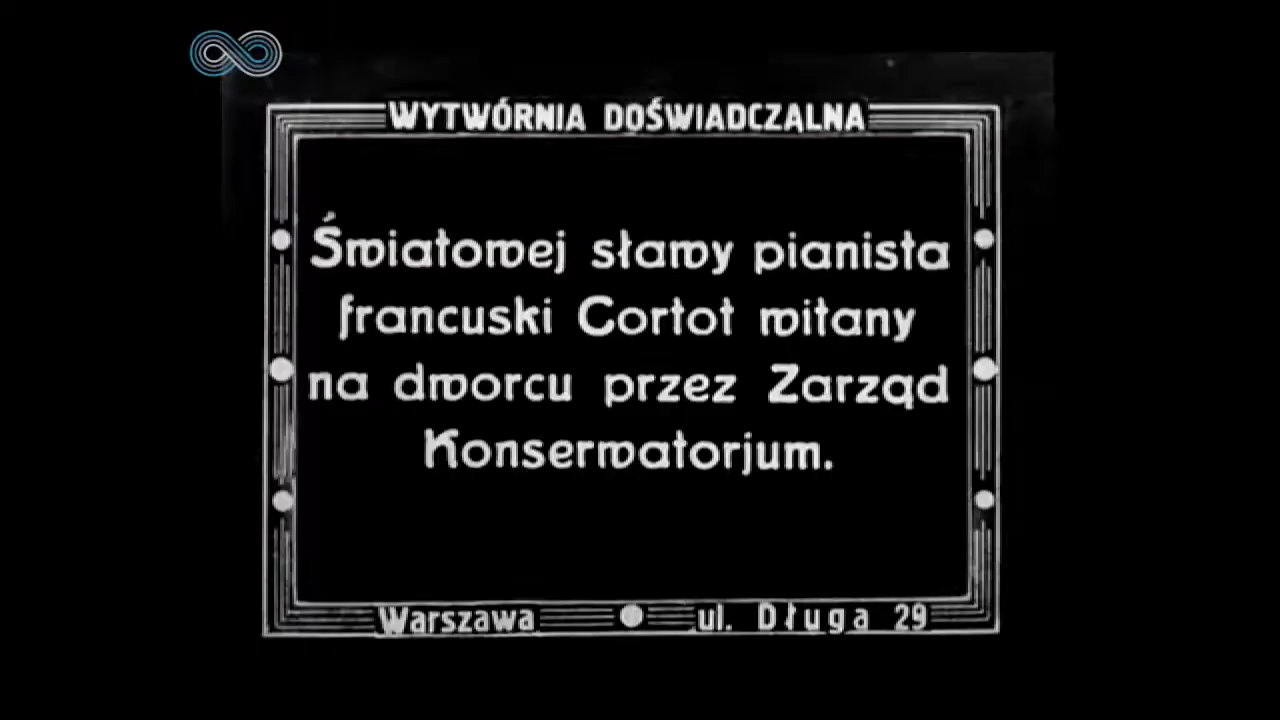 WYTWÓRNIA DOŚWIADCZALNA
Światowej sławy pianista
francuski Cortot witany
na dworcu przez Zarząd
Konserwatorjum.
Warszawa ul. Długa 29